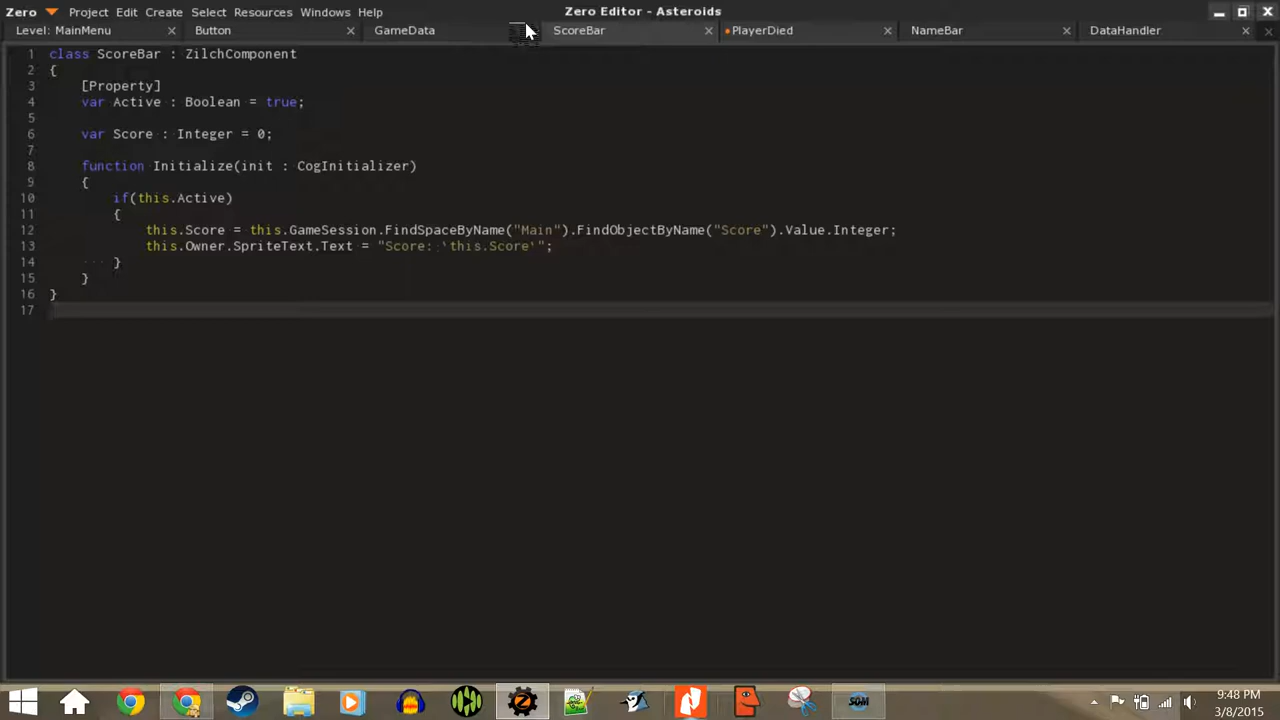 Zero Project Edit Create Select Resources Windows Help Zero Editor - Asteroids
Level: MainMenu Button GameData ScoreBar PlayerDied NameBar DataHandler
1 class ScoreBar : ZilchComponent
2 {
3 [Property]
4 var Active : Boolean = true;
5
6 var Score : Integer = 0;
7
8 function Initialize(init : CogInitializer)
9 {
10 if(this.Active)
11 {
12 this.Score = this.GameSession.FindSpaceByName("Main").FindObjectByName("Score").Value.Integer;
13 this.Owner.SpriteText.Text = "Score: `this.Score`";
14 }
15 }
16 }
17
SOM
9:48 PM
3/8/2015